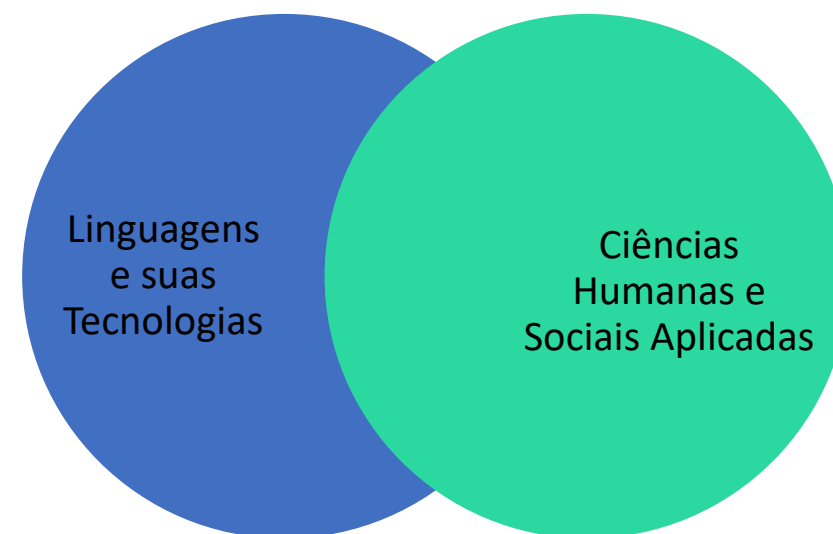 Linguagens
e suas
Tecnologias
Ciências
Humanas e
Sociais Aplicadas